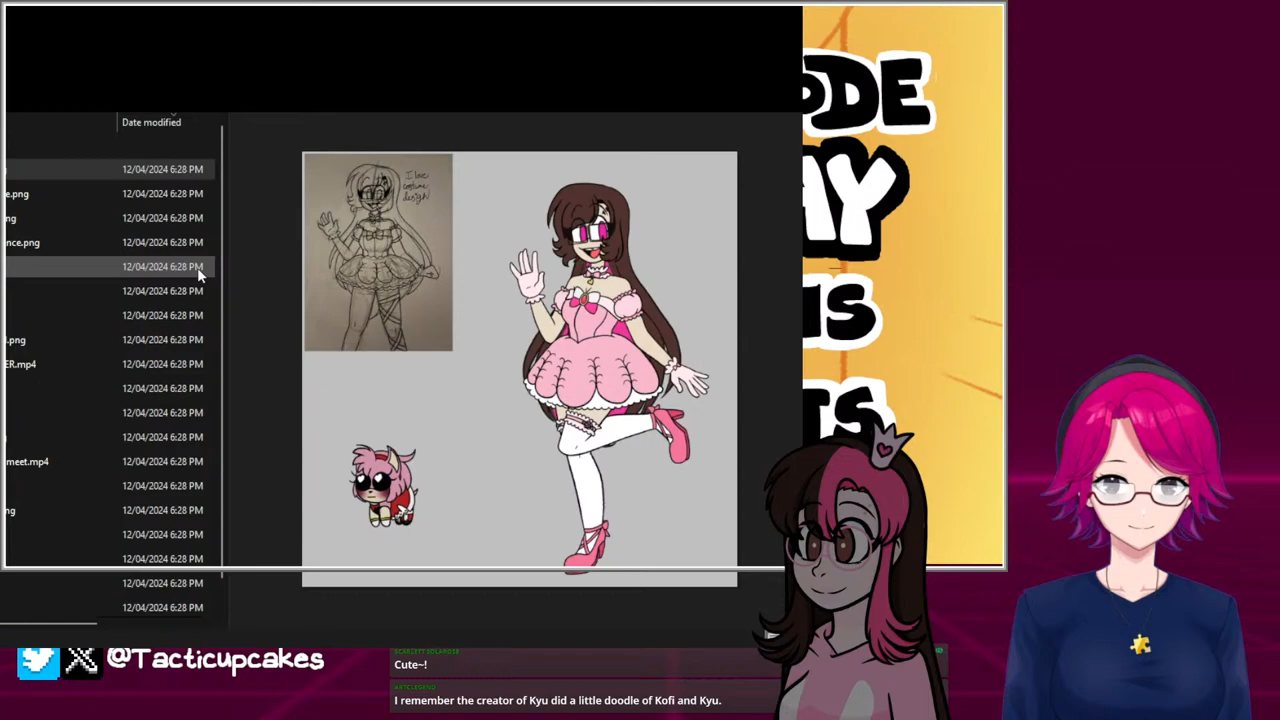 ODE
AY
IS
TS
Date modified
12/04/2024 6:28 PM
e.png 12/04/2024 6:28 PM
ng 12/04/2024 6:28 PM
nce.png 12/04/2024 6:28 PM
12/04/2024 6:28 PM
12/04/2024 6:28 PM
12/04/2024 6:28 PM
.png 12/04/2024 6:28 PM
ER.mp4 12/04/2024 6:28 PM
12/04/2024 6:28 PM
12/04/2024 6:28 PM
12/04/2024 6:28 PM
meet.mp4 12/04/2024 6:28 PM
12/04/2024 6:28 PM
ng 12/04/2024 6:28 PM
12/04/2024 6:28 PM
12/04/2024 6:28 PM
12/04/2024 6:28 PM
12/04/2024 6:28 PM
I love
costume
design!
@Tacticupcakes
Cute~!
ARTCLEGEND
I remember the creator of Kyu did a little doodle of Kofi and Kyu.